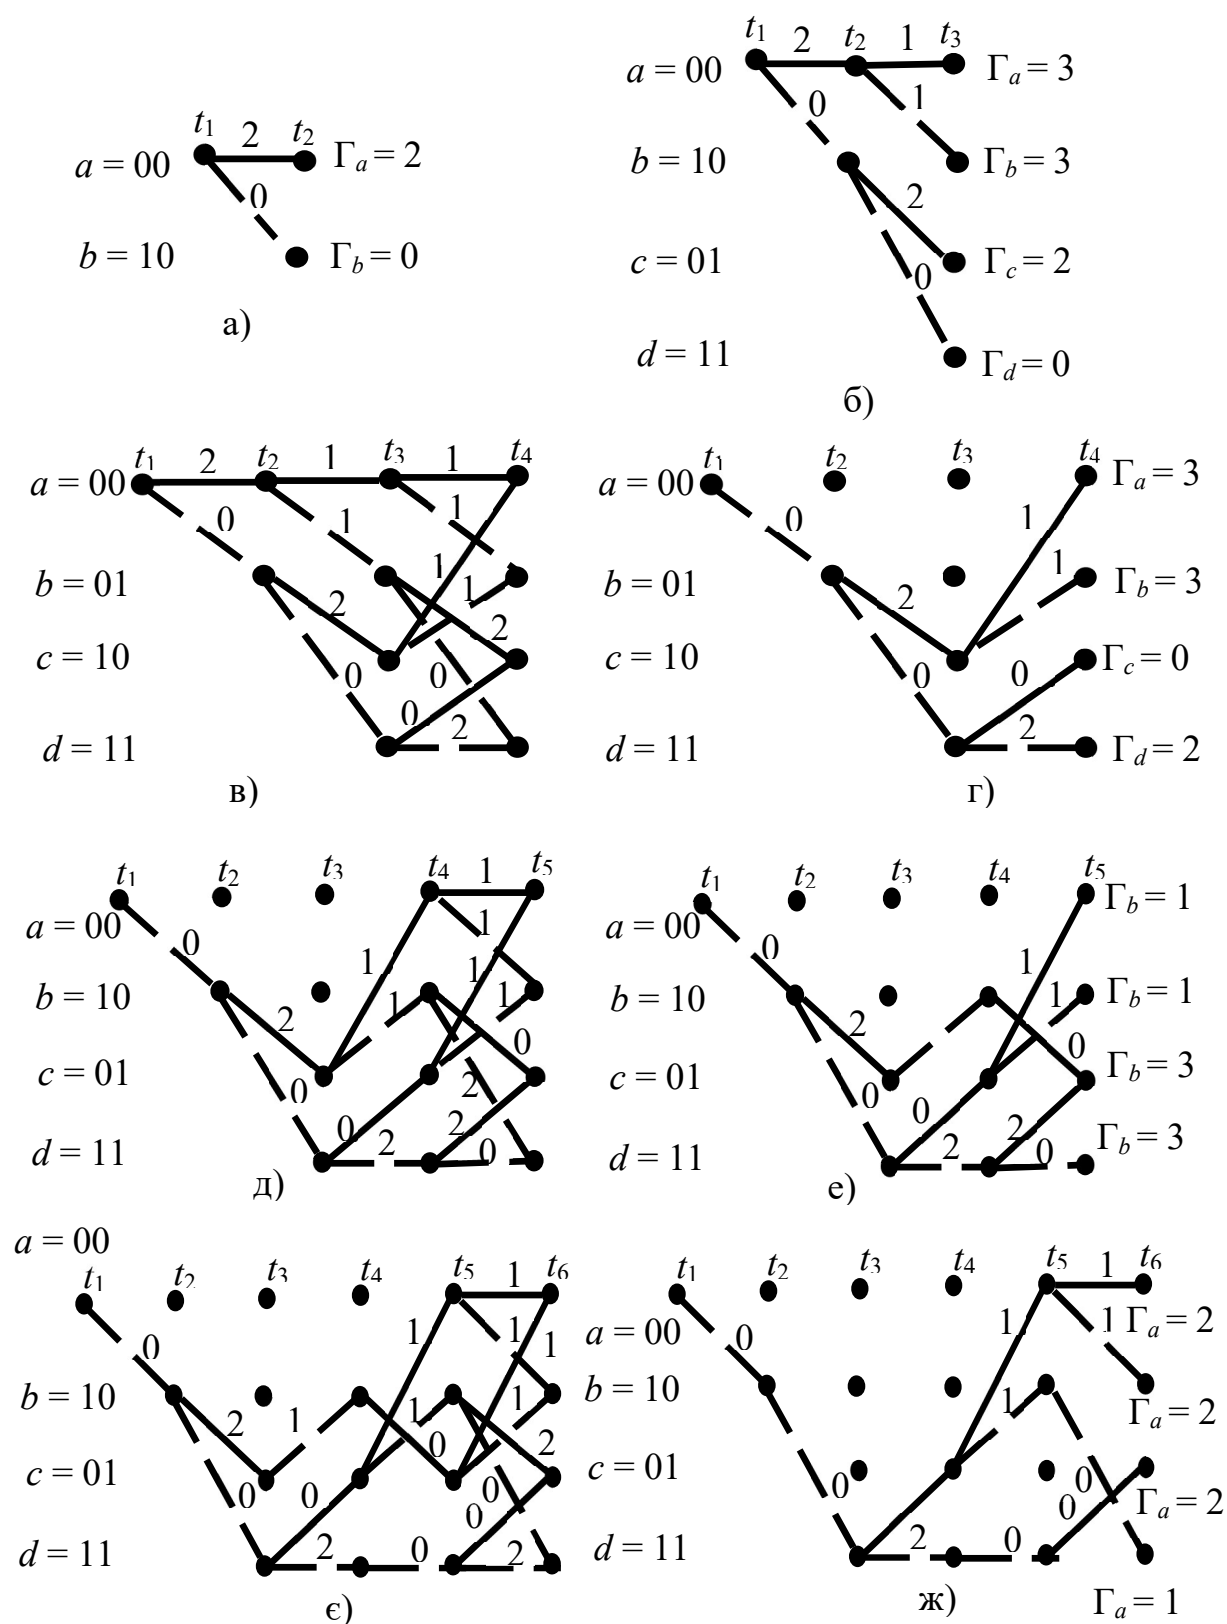 t1 2 t2
a = 00 Γa = 2
0
b = 10 Γb = 0
а)
t1 2 t2 1 t3
a = 00 Γa = 3
0 1
b = 10 Γb = 3
2
c = 01 Γc = 2
0
d = 11 Γd = 0
б)
t1 2 t2 1 t3 1 t4
a = 00
0 1 1
b = 01 1 1
2 2
c = 10
0 0 0
d = 11 2
в)
t1 t2 t3 t4 Γa = 3
a = 00
0 1
b = 01 1 Γb = 3
2
c = 10 Γc = 0
0 0
d = 11 2 Γd = 2
г)
t1 t2 t3 t4 1 t5
a = 00
0 1 1
b = 10 1 1 1
2 0
c = 01
0 2
0 2 2 0
d = 11
д)
t1 t2 t3 t4 t5 Γb = 1
a = 00
0 1
b = 10 1 Γb = 1
2 0
c = 01 Γb = 3
0 0 2
d = 11 2 0 Γb = 3
е)
a = 00
t1 t2 t3 t4 t5 1 t6
0 1 1 1
b = 10
2 1 1 1
0 2
c = 01
0 0 0 0
d = 11 2 0 2
є)
t1 t2 t3 t4 t5 1 t6
a = 00 1 1 Γa = 2
0
b = 10 1 Γa = 2
c = 01
0 0 Γa = 2
0
d = 11 2 0
ж) Γa = 1